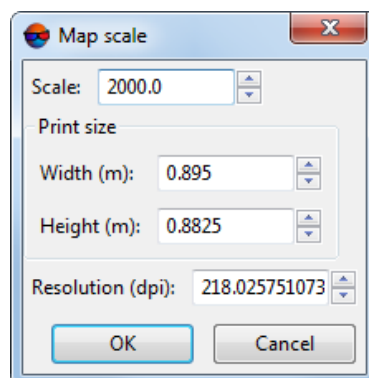 Map scale
Scale: 2000.0
Print size
Width (m): 0.895
Height (m): 0.8825
Resolution (dpi): 218.025751073
OK Cancel